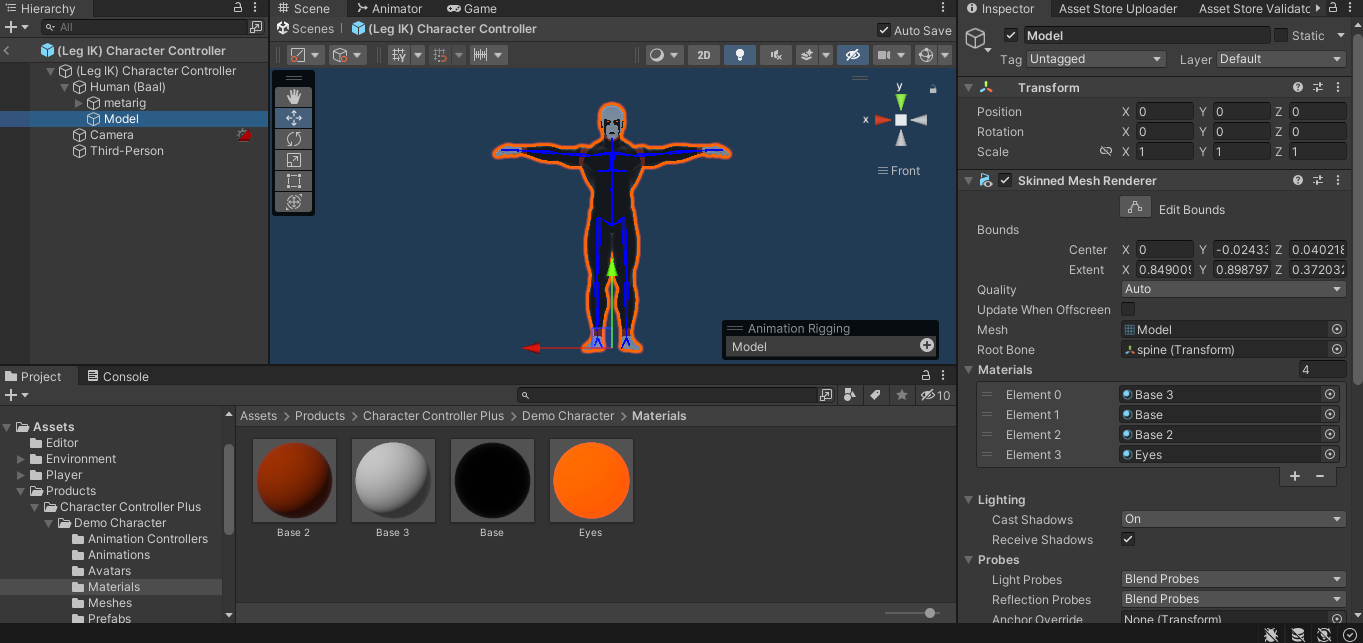 Hierarchy
All
(Leg IK) Character Controller
(Leg IK) Character Controller
Human (Baal)
metarig
Model
Camera
Third-Person
Scene Animator Game
Scenes (Leg IK) Character Controller Auto Save
2D
y
x
Front
Animation Rigging
Model
Project Console
10
Assets
Editor
Environment
Player
Products
Character Controller Plus
Demo Character
Animation Controllers
Animations
Avatars
Materials
Meshes
Prefabs
Assets > Products > Character Controller Plus > Demo Character > Materials
Base 2 Base 3 Base Eyes
Inspector Asset Store Uploader Asset Store Validato
Model Static
Tag Untagged Layer Default
Transform
Position X 0 Y 0 Z 0
Rotation X 0 Y 0 Z 0
Scale X 1 Y 1 Z 1
Skinned Mesh Renderer
Edit Bounds
Bounds
Center X 0 Y -0.02433 Z 0.040218
Extent X 0.849009 Y 0.898797 Z 0.372032
Quality Auto
Update When Offscreen
Mesh Model
Root Bone spine (Transform)
Materials 4
Element 0 Base 3
Element 1 Base
Element 2 Base 2
Element 3 Eyes
+ −
Lighting
Cast Shadows On
Receive Shadows
Probes
Light Probes Blend Probes
Reflection Probes Blend Probes
Anchor Override None (Transform)